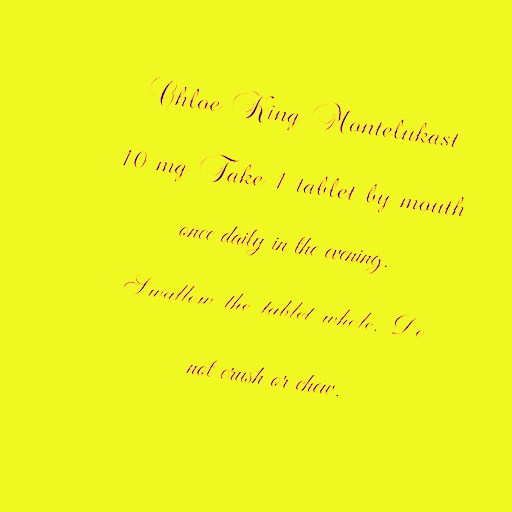 Chloe King Montelukast
10 mg Take 1 tablet by mouth
once daily in the evening.
Swallow the tablet whole. Do
not crush or chew.